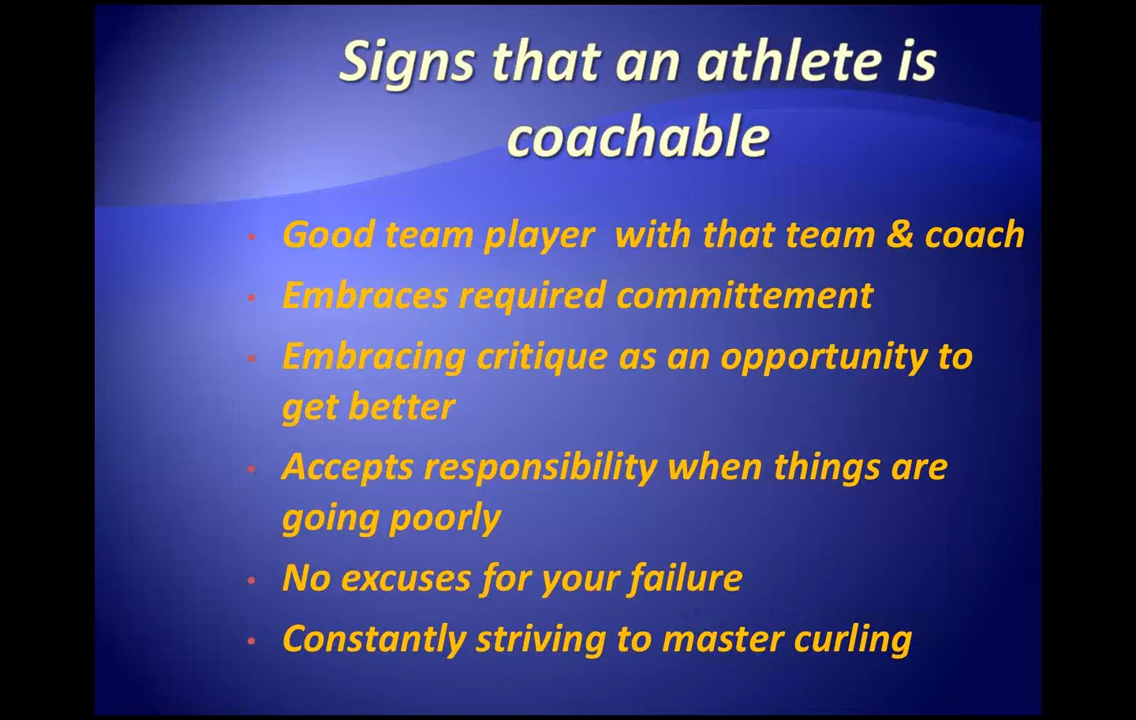 Signs that an athlete is
coachable
• Good team player with that team & coach
• Embraces required committement
• Embracing critique as an opportunity to
get better
• Accepts responsibility when things are
going poorly
• No excuses for your failure
• Constantly striving to master curling